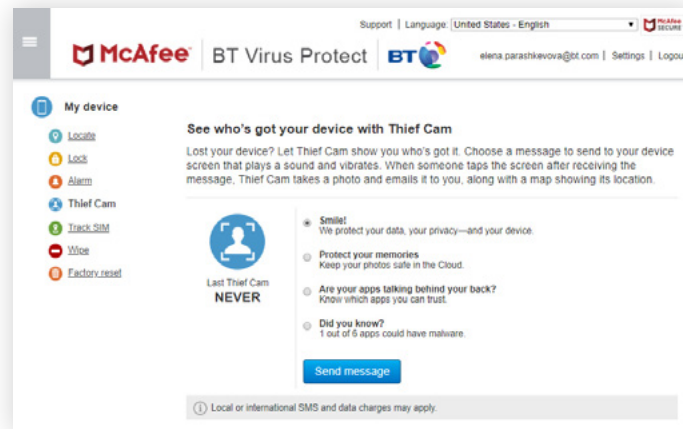 Support | Language: United States - English
McAfee SECURE
McAfee | BT Virus Protect | BT
elena.parashkevova@bt.com | Settings | Logou
My device
Locate
Lock
Alarm
Thief Cam
Track SIM
Wipe
Factory reset
See who's got your device with Thief Cam
Lost your device? Let Thief Cam show you who's got it. Choose a message to send to your device
screen that plays a sound and vibrates. When someone taps the screen after receiving the
message, Thief Cam takes a photo and emails it to you, along with a map showing its location.
Last Thief Cam
NEVER
Smile!
We protect your data, your privacy—and your device.
Protect your memories
Keep your photos safe in the Cloud.
Are your apps talking behind your back?
Know which apps you can trust.
Did you know?
1 out of 6 apps could have malware.
Send message
Local or international SMS and data charges may apply.